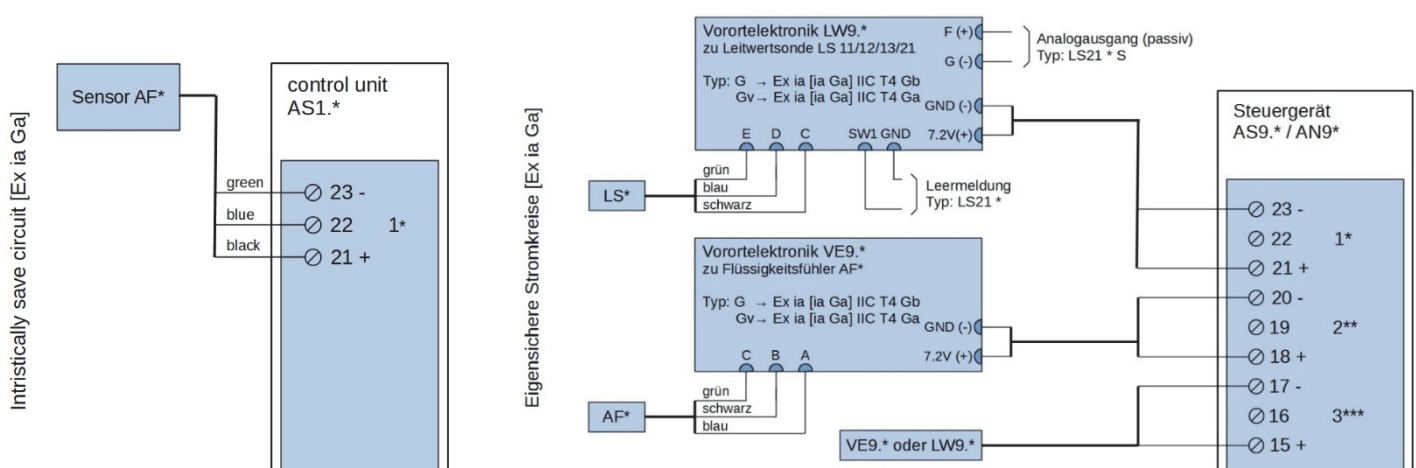 Intristically save circuit [Ex ia Ga]
Sensor AF*
control unit
AS1.*
green
23 -
blue
22 1*
black
21 +
Eigensichere Stromkreise [Ex ia Ga]
Vorortelektronik LW9.*
zu Leitwertsonde LS 11/12/13/21
Typ: G → Ex ia [ia Ga] IIC T4 Gb
Gv→ Ex ia [ia Ga] IIC T4 Ga
F (+)
G (-)
GND (-)
7.2V(+)
E D C SW1 GND
Analogausgang (passiv)
Typ: LS21 * S
LS*
grün
blau
schwarz
Leermeldung
Typ: LS21 *
Vorortelektronik VE9.*
zu Flüssigkeitsfühler AF*
Typ: G → Ex ia [ia Ga] IIC T4 Gb
Gv→ Ex ia [ia Ga] IIC T4 Ga
GND (-)
7.2V (+)
C B A
AF*
grün
schwarz
blau
VE9.* oder LW9.*
Steuergerät
AS9.* / AN9*
23 -
22 1*
21 +
20 -
19 2**
18 +
17 -
16 3***
15 +